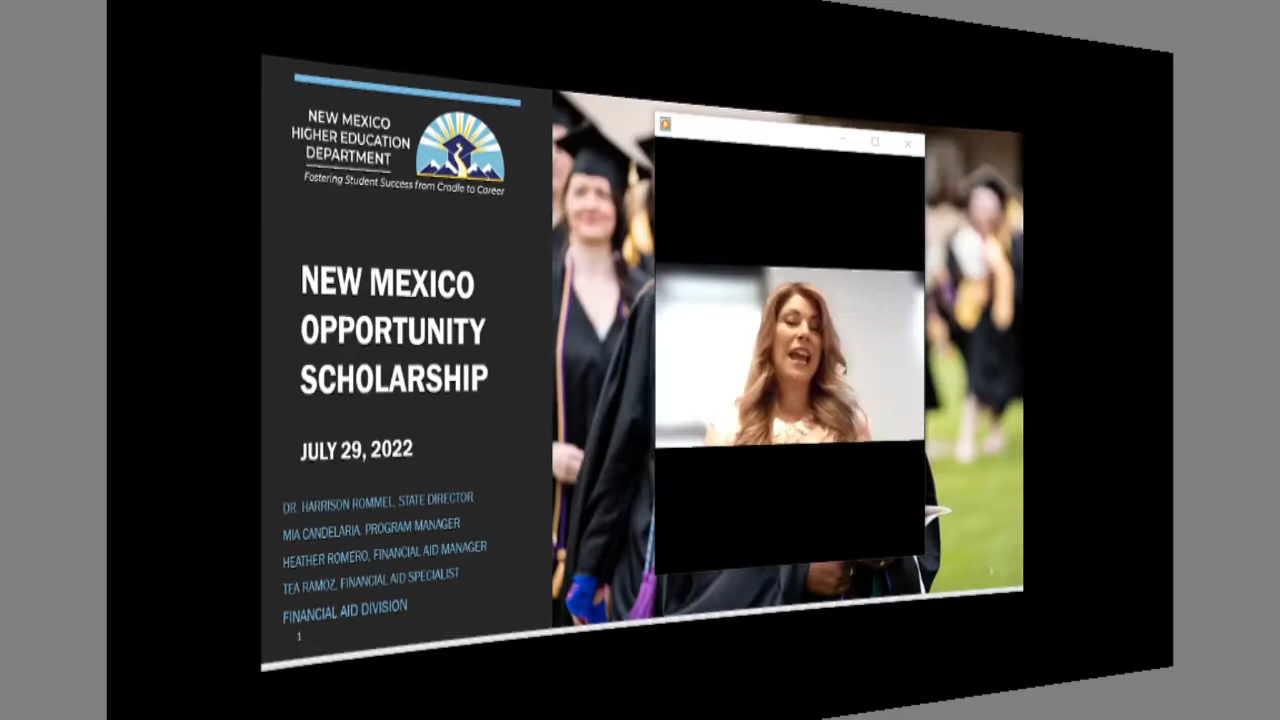 NEW MEXICO
HIGHER EDUCATION
DEPARTMENT
Fostering Student Success from Cradle to Career
NEW MEXICO
OPPORTUNITY
SCHOLARSHIP
JULY 29, 2022
DR. HARRISON ROMMEL, STATE DIRECTOR
MIA CANDELARIA, PROGRAM MANAGER
HEATHER ROMERO, FINANCIAL AID MANAGER
TEA RAMOZ, FINANCIAL AID SPECIALIST
FINANCIAL AID DIVISION
1